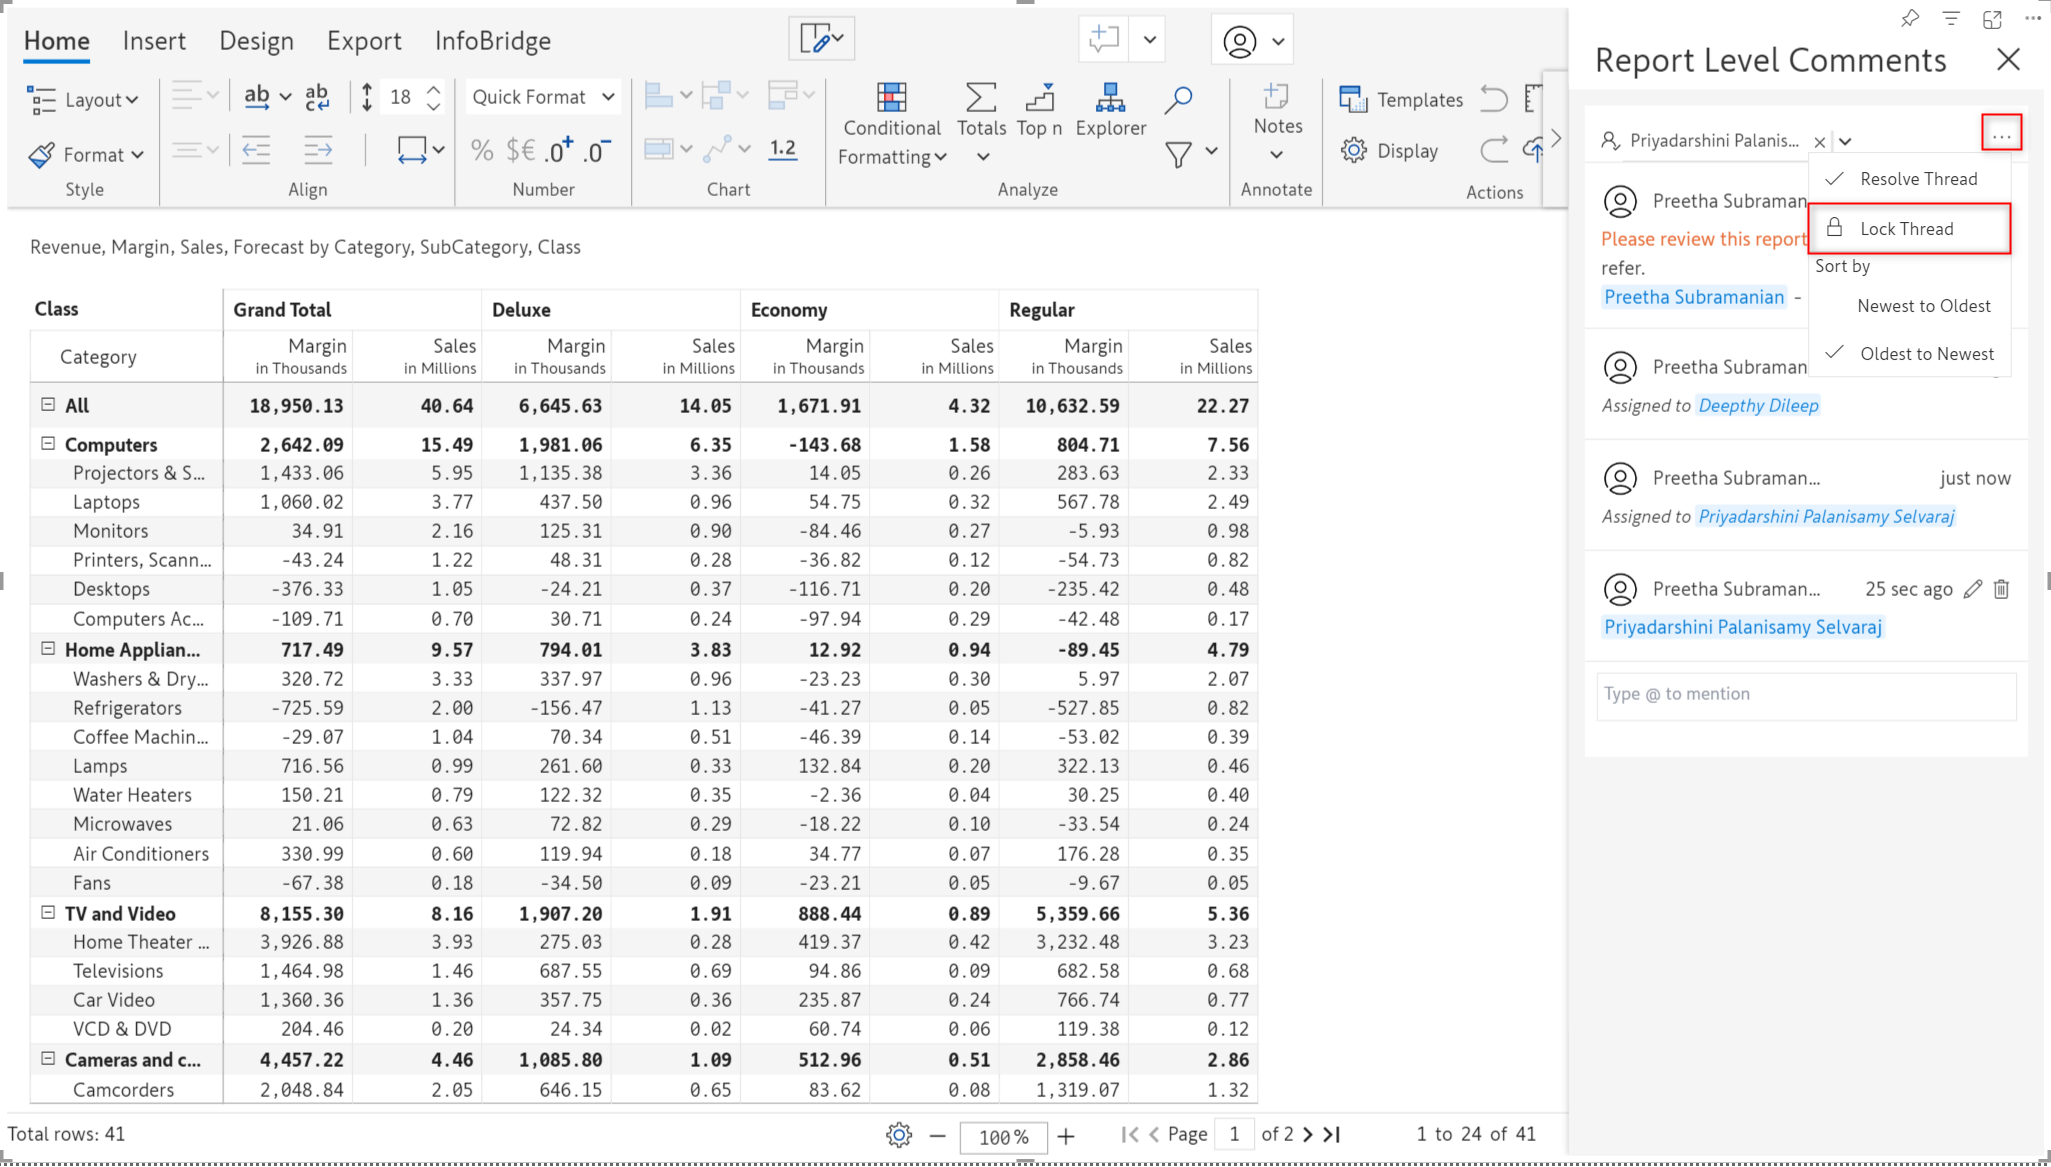 Home Insert Design Export InfoBridge
Layout ab ab c 18 Quick Format
Format % $€ .0+ .0- 1.2
Conditional Formatting Totals Top n Explorer
Notes Templates
Display
Style Align Number Chart Analyze Annotate Actions
Revenue, Margin, Sales, Forecast by Category, SubCategory, Class
Class Grand Total Deluxe Economy Regular
Category Margin Sales Margin Sales Margin Sales Margin Sales
in Thousands in Millions in Thousands in Millions in Thousands in Millions in Thousands in Millions
All 18,950.13 40.64 6,645.63 14.05 1,671.91 4.32 10,632.59 22.27
Computers 2,642.09 15.49 1,981.06 6.35 -143.68 1.58 804.71 7.56
Projectors & S... 1,433.06 5.95 1,135.38 3.36 14.05 0.26 283.63 2.33
Laptops 1,060.02 3.77 437.50 0.96 54.75 0.32 567.78 2.49
Monitors 34.91 2.16 125.31 0.90 -84.46 0.27 -5.93 0.98
Printers, Scann... -43.24 1.22 48.31 0.28 -36.82 0.12 -54.73 0.82
Desktops -376.33 1.05 -24.21 0.37 -116.71 0.20 -235.42 0.48
Computers Ac... -109.71 0.70 30.71 0.24 -97.94 0.29 -42.48 0.17
Home Applian... 717.49 9.57 794.01 3.83 12.92 0.94 -89.45 4.79
Washers & Dry... 320.72 3.33 337.97 0.96 -23.23 0.30 5.97 2.07
Refrigerators -725.59 2.00 -156.47 1.13 -41.27 0.05 -527.85 0.82
Coffee Machin... -29.07 1.04 70.34 0.51 -46.39 0.14 -53.02 0.39
Lamps 716.56 0.99 261.60 0.33 132.84 0.20 322.13 0.46
Water Heaters 150.21 0.79 122.32 0.35 -2.36 0.04 30.25 0.40
Microwaves 21.06 0.63 72.82 0.29 -18.22 0.10 -33.54 0.24
Air Conditioners 330.99 0.60 119.94 0.18 34.77 0.07 176.28 0.35
Fans -67.38 0.18 -34.50 0.09 -23.21 0.05 -9.67 0.05
TV and Video 8,155.30 8.16 1,907.20 1.91 888.44 0.89 5,359.66 5.36
Home Theater ... 3,926.88 3.93 275.03 0.28 419.37 0.42 3,232.48 3.23
Televisions 1,464.98 1.46 687.55 0.69 94.86 0.09 682.58 0.68
Car Video 1,360.36 1.36 357.75 0.36 235.87 0.24 766.74 0.77
VCD & DVD 204.46 0.20 24.34 0.02 60.74 0.06 119.38 0.12
Cameras and c... 4,457.22 4.46 1,085.80 1.09 512.96 0.51 2,858.46 2.86
Camcorders 2,048.84 2.05 646.15 0.65 83.62 0.08 1,319.07 1.32
Total rows: 41 100% Page 1 of 2 1 to 24 of 41
Report Level Comments
Priyadarshini Palanis...
Resolve Thread
Preetha Subraman
Lock Thread
Please review this report
refer.
Sort by
Preetha Subramanian -
Newest to Oldest
Oldest to Newest
Preetha Subraman
Assigned to Deepthy Dileep
Preetha Subraman... just now
Assigned to Priyadarshini Palanisamy Selvaraj
Preetha Subraman... 25 sec ago
Priyadarshini Palanisamy Selvaraj
Type @ to mention